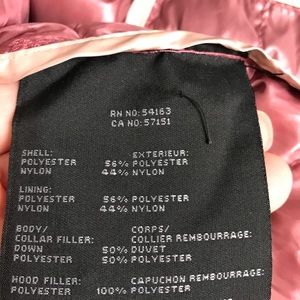 RN NO: 54163
CA NO: 57151
SHELL: EXTERIEUR:
POLYESTER 56% POLYESTER
NYLON 44% NYLON
LINING:
POLYESTER 56% POLYESTER
NYLON 44% NYLON
BODY/ CORPS/
COLLAR FILLER: COLLIER REMBOURRAGE:
DOWN 50% DUVET
POLYESTER 50% POLYESTER
HOOD FILLER: CAPUCHON REMBOURRAGE:
POLYESTER 100% POLYESTER